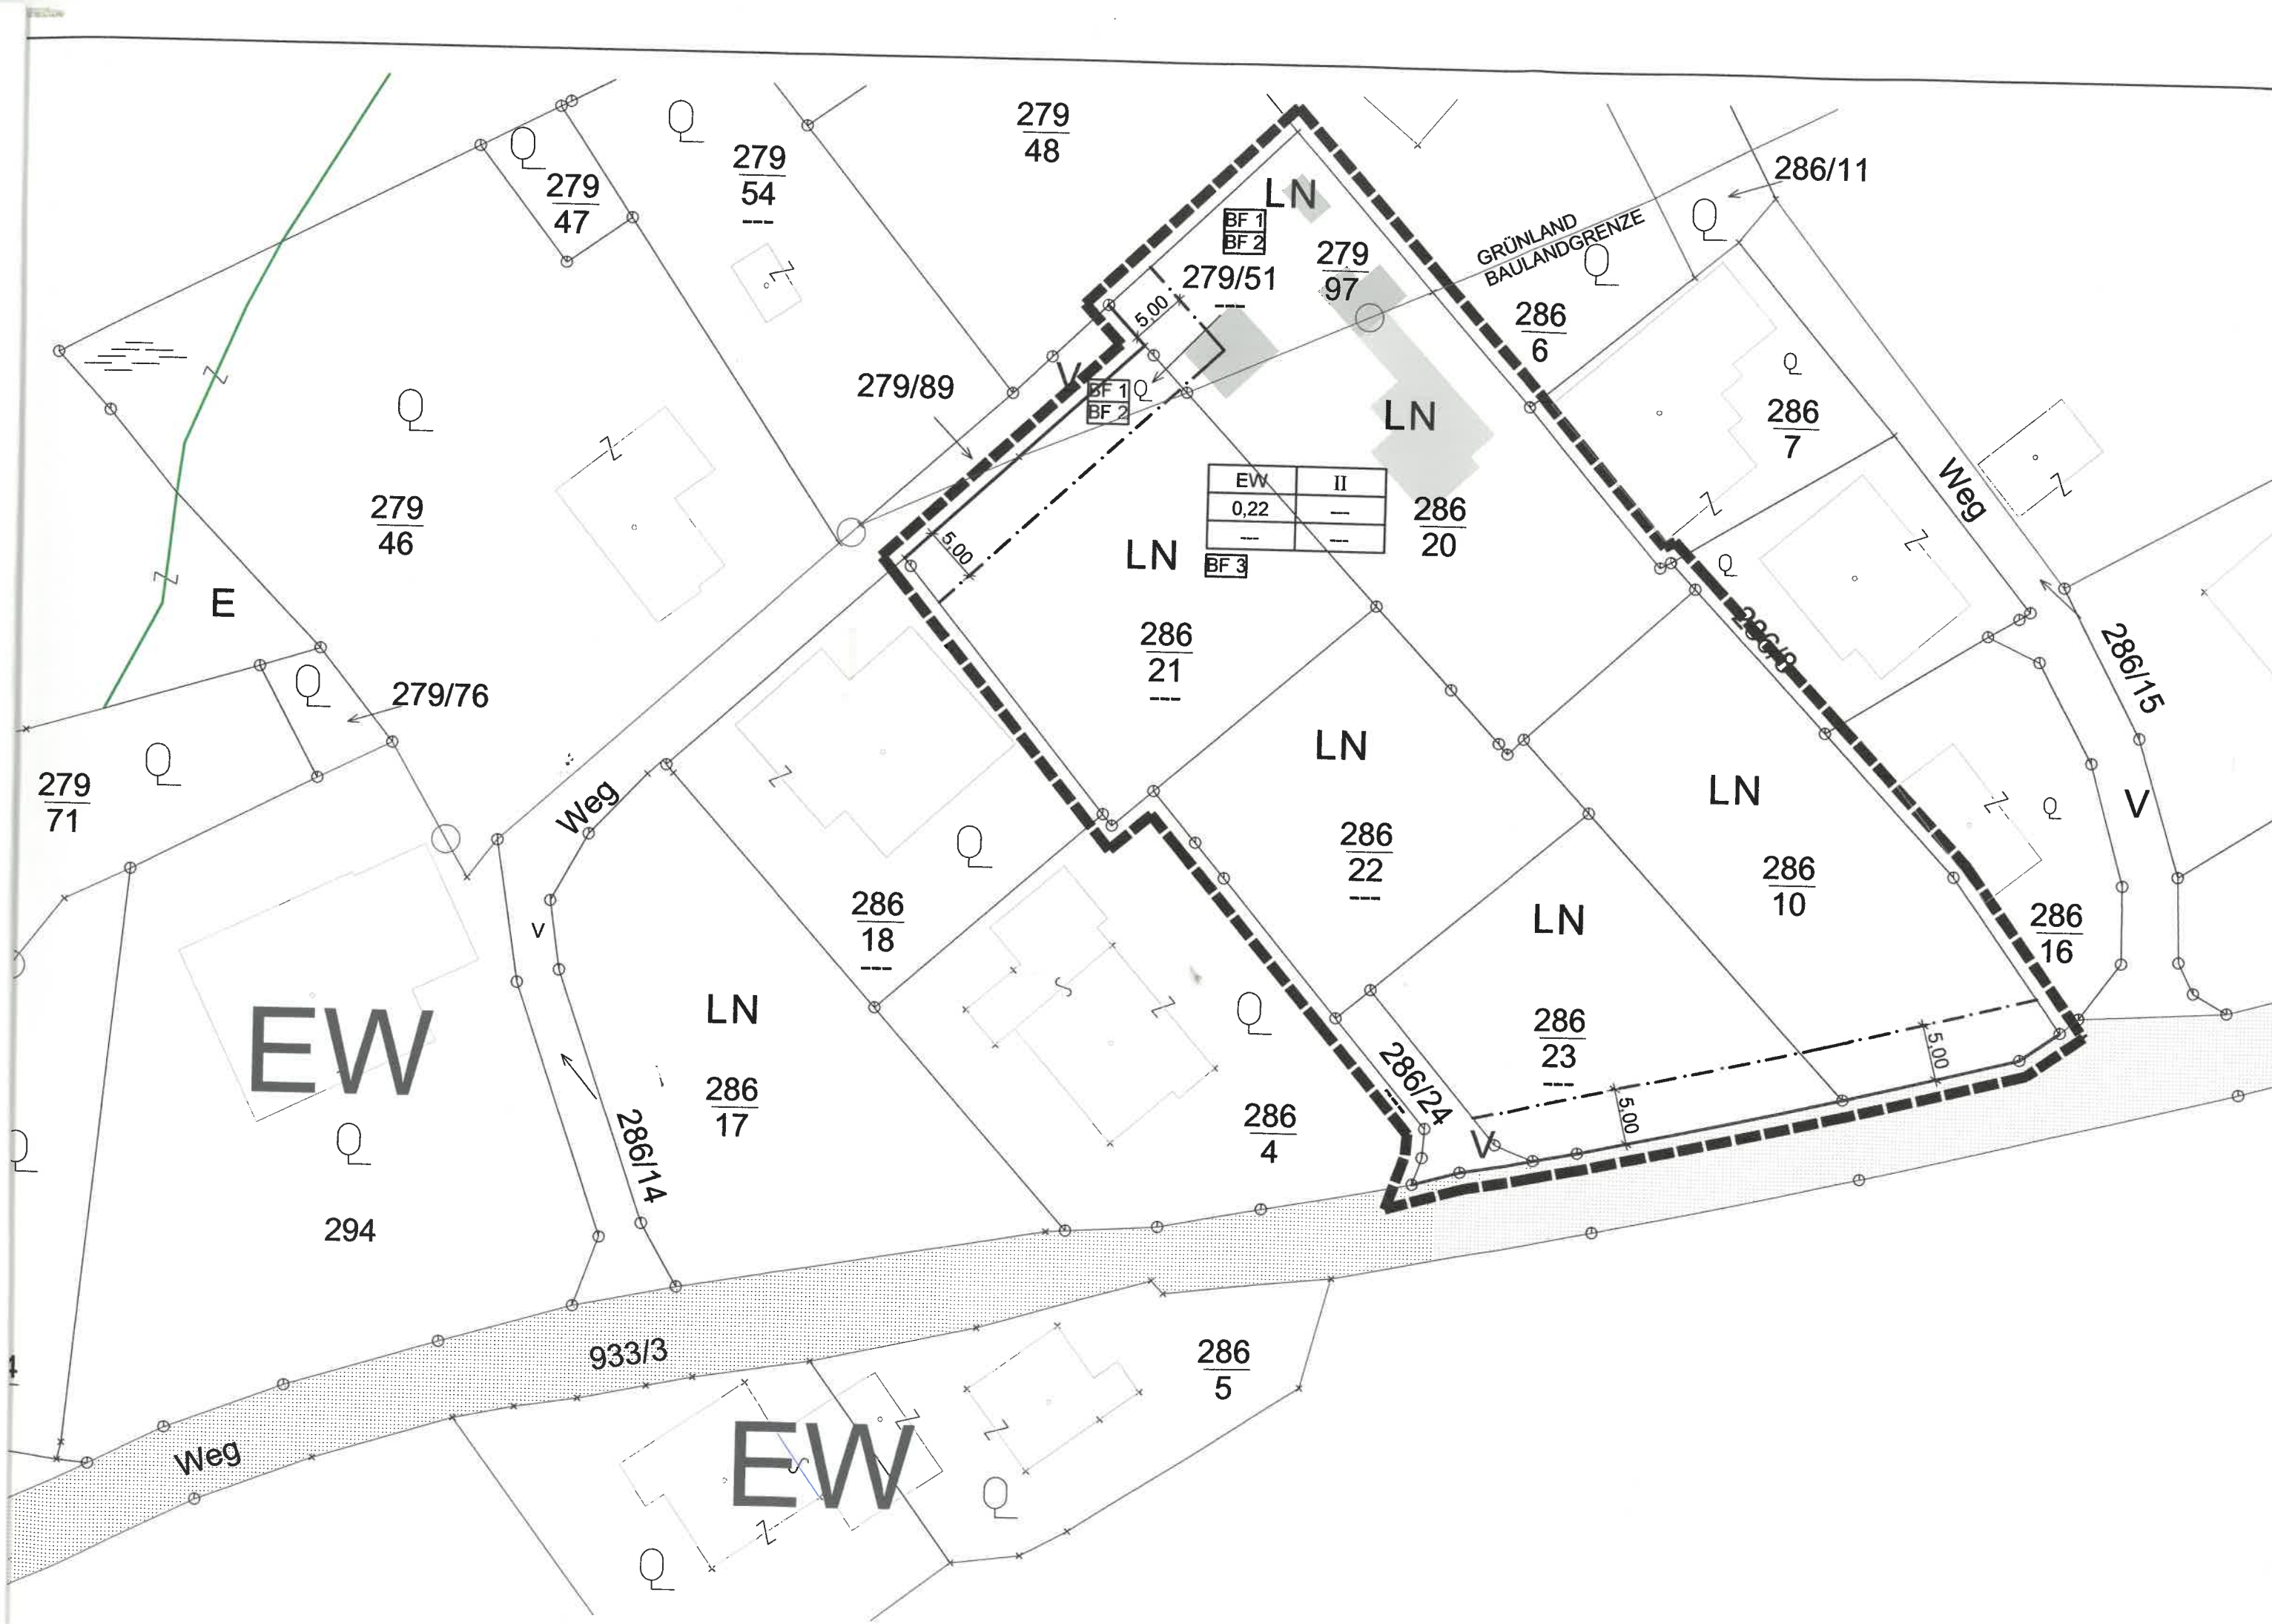 279
48
279
54
---
279
47
286/11
LN
BF 1
BF 2
279
97
279/51
---
GRÜNLAND
BAULANDGRENZE
286
6
5,00
V
279/89
BF 1
BF 2
LN
286
7
Weg
279
46
E
5,00
LN
EW II
0,22 ---
--- ---
BF 3
286
20
286
21
---
279/76
279
71
286/9
286/15
V
LN
LN
Weg
286
22
---
286
10
286
18
---
V
LN
286
16
EW
LN
286
17
286
23
---
5,00
5,00
286/24
---
V
286
4
286/14
294
933/3
286
5
Weg
EW